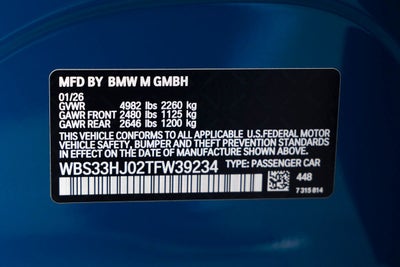 MFD BY BMW M GMBH
01/26
GVWR 4982 lbs 2260 kg
GAWR FRONT 2480 lbs 1125 kg
GAWR REAR 2646 lbs 1200 kg
THIS VEHICLE CONFORMS TO ALL APPLICABLE U.S.FEDERAL MOTOR
VEHICLE SAFETY, BUMPER AND THEFT PREVENTION STANDARDS IN
EFFECT ON THE DATE OF MANUFACTURE SHOWN ABOVE.
WBS33HJ02TFW39234 TYPE: PASSENGER CAR
448
7 315 814